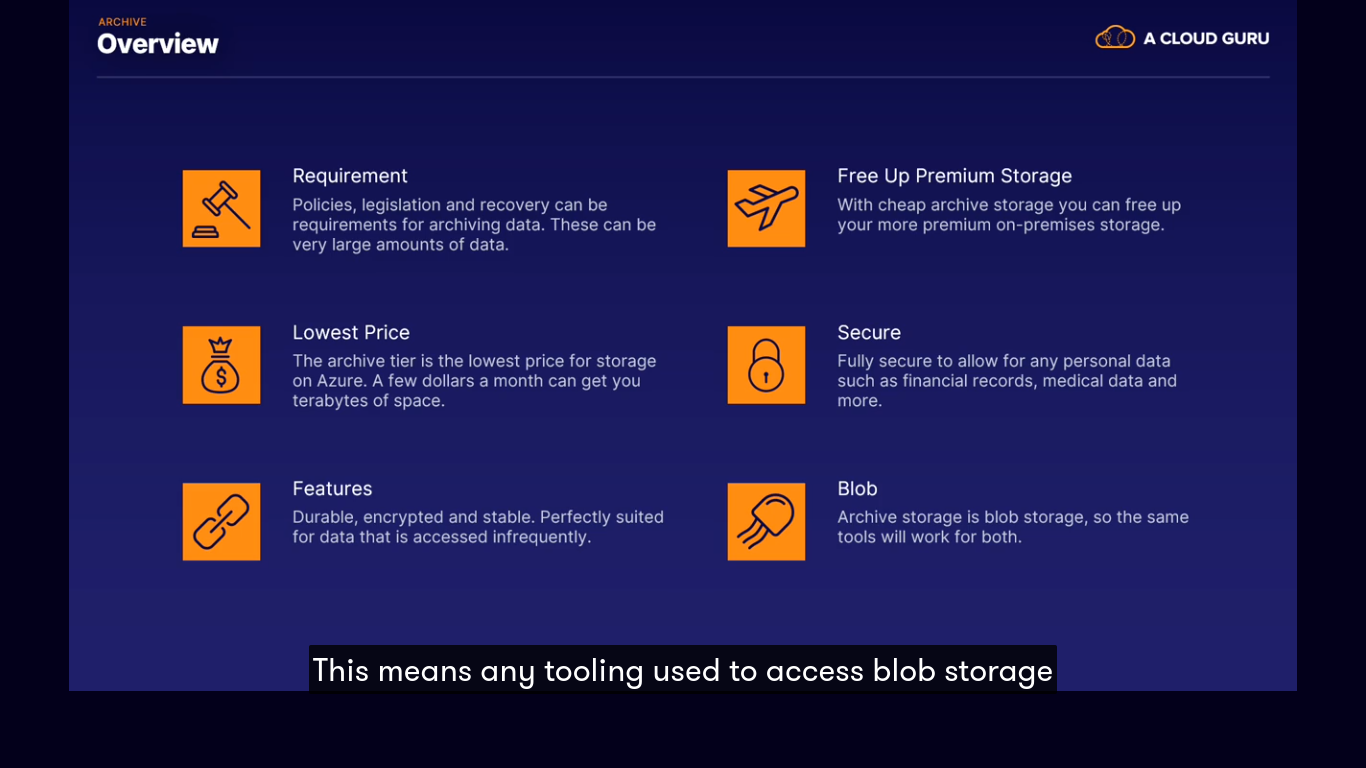 ARCHIVE
Overview
A CLOUD GURU
Requirement
Policies, legislation and recovery can be
requirements for archiving data. These can be
very large amounts of data.
Free Up Premium Storage
With cheap archive storage you can free up
your more premium on-premises storage.
Lowest Price
The archive tier is the lowest price for storage
on Azure. A few dollars a month can get you
terabytes of space.
Secure
Fully secure to allow for any personal data
such as financial records, medical data and
more.
Features
Durable, encrypted and stable. Perfectly suited
for data that is accessed infrequently.
Blob
Archive storage is blob storage, so the same
tools will work for both.
This means any tooling used to access blob storage